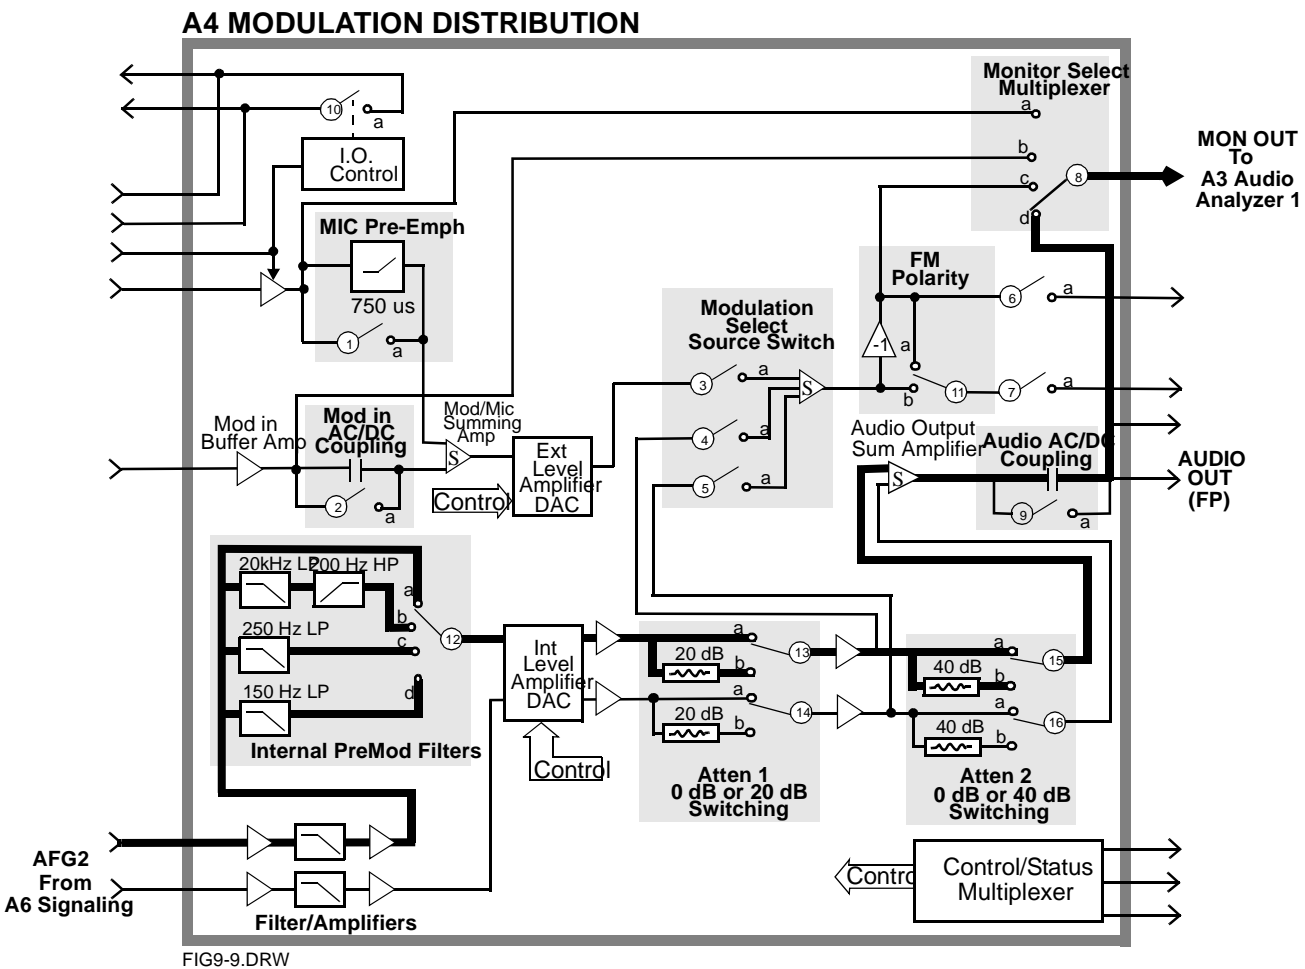 A4 MODULATION DISTRIBUTION
Monitor Select
Multiplexer
a
b
c
d
8
MON OUT
To
A3 Audio
Analyzer 1
10
a
I.O.
Control
MIC Pre-Emph
750 us
1
a
FM
Polarity
-1
a
b
11
6
a
7
a
Modulation
Select
Source Switch
3
a
4
a
5
a
S
Mod in
Buffer Amp
Mod in
AC/DC
Coupling
2
a
Mod/Mic
Summing
Amp
S
Ext
Level
Amplifier
DAC
Control
Audio Output
Sum Amplifier
S
Audio AC/DC
Coupling
9
a
AUDIO
OUT
(FP)
20kHz LP
200 Hz HP
250 Hz LP
150 Hz LP
a
b
c
d
12
Internal PreMod Filters
Int
Level
Amplifier
DAC
Control
a
20 dB
b
13
a
20 dB
b
14
Atten 1
0 dB or 20 dB
Switching
a
40 dB
b
15
a
40 dB
b
16
Atten 2
0 dB or 40 dB
Switching
AFG2
From
A6 Signaling
Filter/Amplifiers
Contro
Control/Status
Multiplexer
FIG9-9.DRW